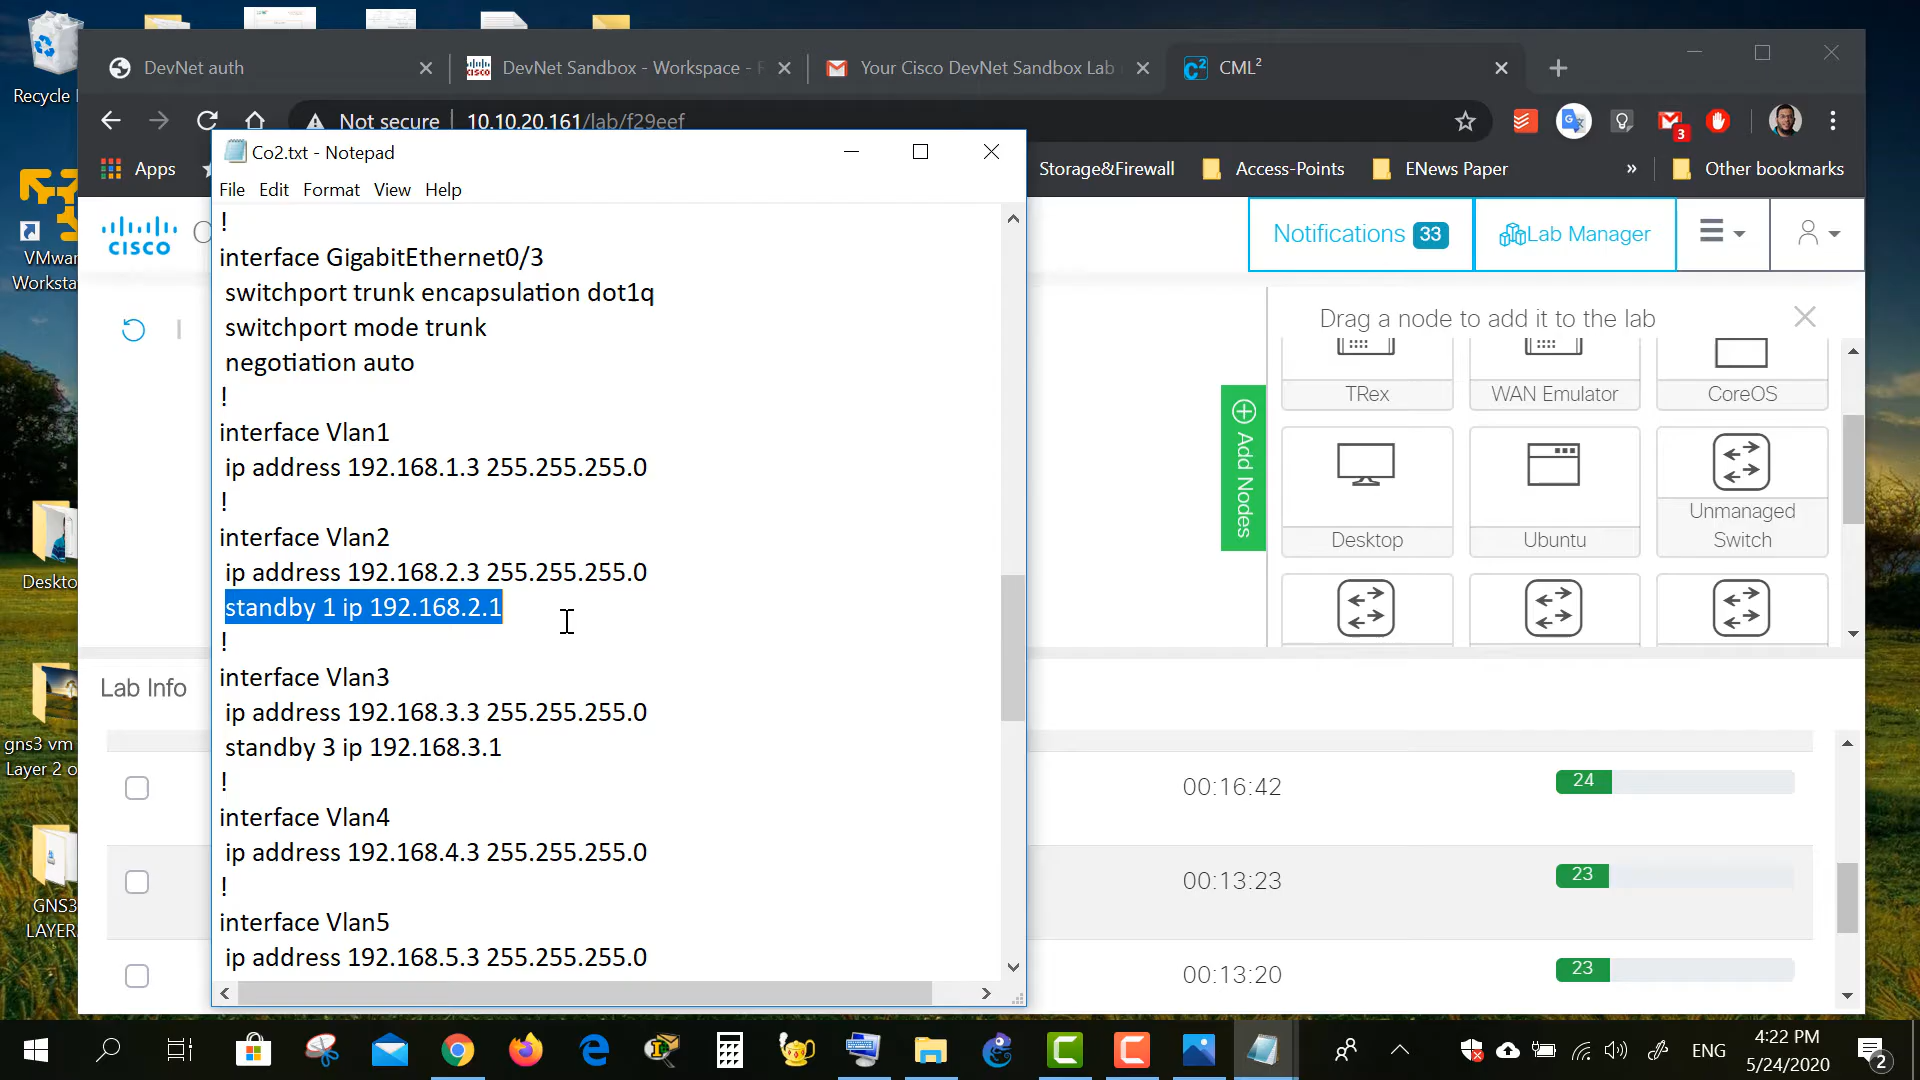 Recycle
VMwar
Worksta
Deskto
gns3 vm
Layer 2 o
GNS3
LAYER
DevNet auth
DevNet Sandbox - Workspace -
Your Cisco DevNet Sandbox Lab
CML²
Not secure
10.10.20.161/lab/f29eef
3
Apps
Storage&Firewall
Access-Points
ENews Paper
»
Other bookmarks
CISCO
Notifications 33
Lab Manager
Co2.txt - Notepad
File Edit Format View Help
!
interface GigabitEthernet0/3
switchport trunk encapsulation dot1q
switchport mode trunk
negotiation auto
!
interface Vlan1
ip address 192.168.1.3 255.255.255.0
!
interface Vlan2
ip address 192.168.2.3 255.255.255.0
standby 1 ip 192.168.2.1
!
interface Vlan3
ip address 192.168.3.3 255.255.255.0
standby 3 ip 192.168.3.1
!
interface Vlan4
ip address 192.168.4.3 255.255.255.0
!
interface Vlan5
ip address 192.168.5.3 255.255.255.0
Drag a node to add it to the lab
Add Nodes
TRex
WAN Emulator
CoreOS
Desktop
Ubuntu
Unmanaged
Switch
Lab Info
00:16:42
24
00:13:23
23
00:13:20
23
ENG
4:22 PM
5/24/2020
2